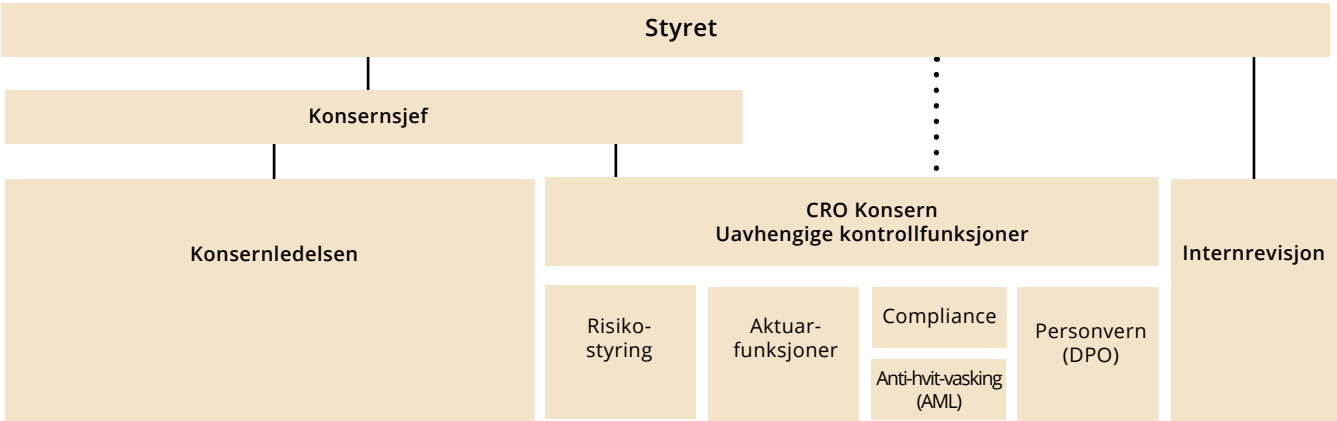 Styret
Konsernsjef
Konsernledelsen
CRO Konsern
Uavhengige kontrollfunksjoner
Internrevisjon
Risiko-
styring
Aktuar-
funksjoner
Compliance
Anti-hvit-vasking
(AML)
Personvern
(DPO)